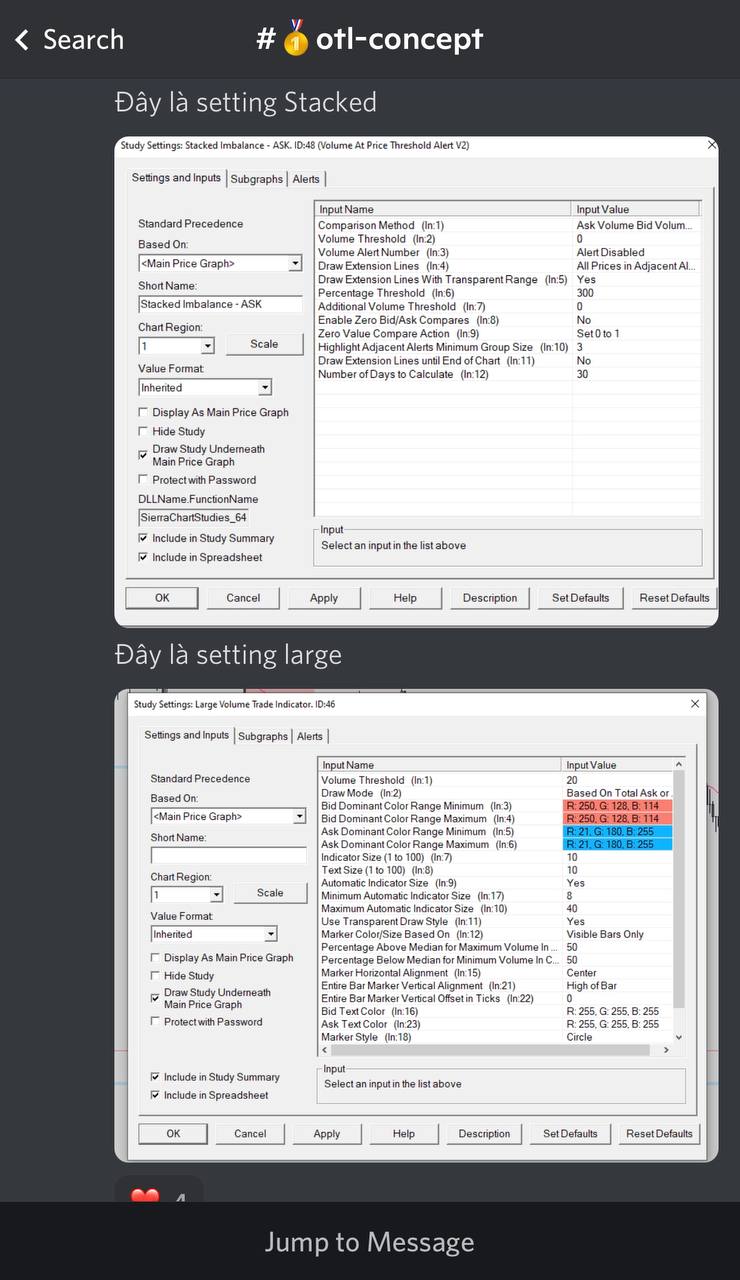 Search
# otl-concept
Đây là setting Stacked
Study Settings: Stacked Imbalance - ASK. ID:48 (Volume At Price Threshold Alert V2)
Settings and Inputs Subgraphs Alerts
Standard Precedence
Based On:
<Main Price Graph>
Short Name:
Stacked Imbalance - ASK
Chart Region:
1 Scale
Value Format:
Inherited
Display As Main Price Graph
Hide Study
Draw Study Underneath
Main Price Graph
Protect with Password
DLLName.FunctionName
SierraChartStudies_64
Include in Study Summary
Include in Spreadsheet
Input Name Input Value
Comparison Method (In:1) Ask Volume Bid Volum...
Volume Threshold (In:2) 0
Volume Alert Number (In:3) Alert Disabled
Draw Extension Lines (In:4) All Prices in Adjacent Al...
Draw Extension Lines With Transparent Range (In:5) Yes
Percentage Threshold (In:6) 300
Additional Volume Threshold (In:7) 0
Enable Zero Bid/Ask Compares (In:8) No
Zero Value Compare Action (In:9) Set 0 to 1
Highlight Adjacent Alerts Minimum Group Size (In:10) 3
Draw Extension Lines until End of Chart (In:11) No
Number of Days to Calculate (In:12) 30
Input
Select an input in the list above
OK Cancel Apply Help Description Set Defaults Reset Defaults
Đây là setting large
Study Settings: Large Volume Trade Indicator. ID:46
Settings and Inputs Subgraphs Alerts
Standard Precedence
Based On:
<Main Price Graph>
Short Name:
Chart Region:
1 Scale
Value Format:
Inherited
Display As Main Price Graph
Hide Study
Draw Study Underneath
Main Price Graph
Protect with Password
Include in Study Summary
Include in Spreadsheet
Input Name Input Value
Volume Threshold (In:1) 20
Draw Mode (In:2) Based On Total Ask or
Bid Dominant Color Range Minimum (In:3) R: 250, G: 128, B: 114
Bid Dominant Color Range Maximum (In:4) R: 250, G: 128, B: 114
Ask Dominant Color Range Minimum (In:5) R: 21, G: 180, B: 255
Ask Dominant Color Range Maximum (In:6) R: 21, G: 180, B: 255
Indicator Size (1 to 100) (In:7) 10
Text Size (1 to 100) (In:8) 10
Automatic Indicator Size (In:9) Yes
Minimum Automatic Indicator Size (In:17) 8
Maximum Automatic Indicator Size (In:10) 40
Use Transparent Draw Style (In:11) Yes
Marker Color/Size Based On (In:12) Visible Bars Only
Percentage Above Median for Maximum Volume In ... 50
Percentage Below Median for Minimum Volume In C... 50
Marker Horizontal Alignment (In:15) Center
Entire Bar Marker Vertical Alignment (In:21) High of Bar
Entire Bar Marker Vertical Offset in Ticks (In:22) 0
Bid Text Color (In:16) R: 255, G: 255, B: 255
Ask Text Color (In:23) R: 255, G: 255, B: 255
Marker Style (In:18) Circle
Input
Select an input in the list above
OK Cancel Apply Help Description Set Defaults Reset Defaults
Jump to Message